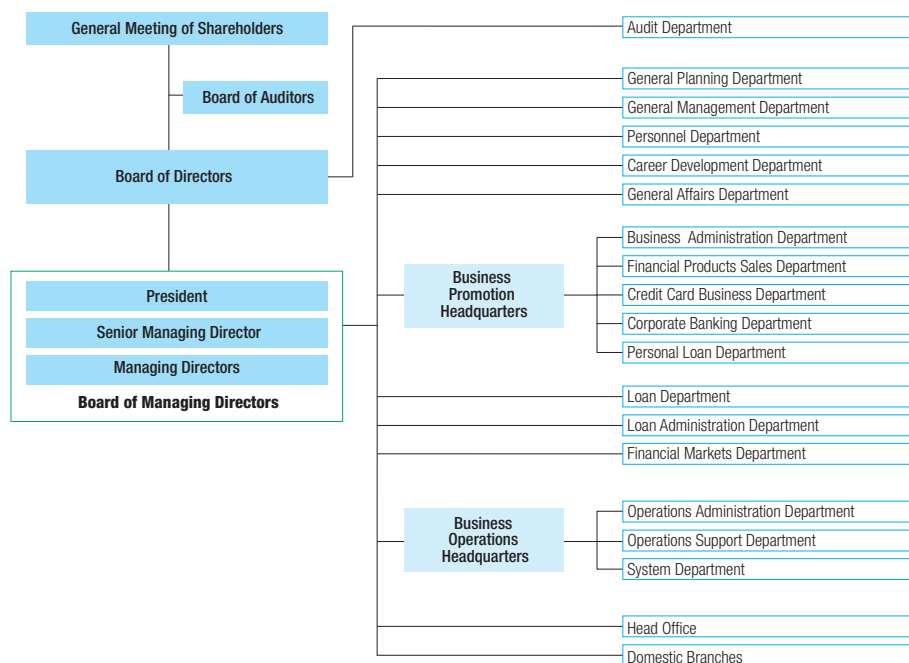 General Meeting of Shareholders
Board of Auditors
Board of Directors
President
Senior Managing Director
Managing Directors
Board of Managing Directors
Audit Department
General Planning Department
General Management Department
Personnel Department
Career Development Department
General Affairs Department
Business
Promotion
Headquarters
Business Administration Department
Financial Products Sales Department
Credit Card Business Department
Corporate Banking Department
Personal Loan Department
Loan Department
Loan Administration Department
Financial Markets Department
Business
Operations
Headquarters
Operations Administration Department
Operations Support Department
System Department
Head Office
Domestic Branches